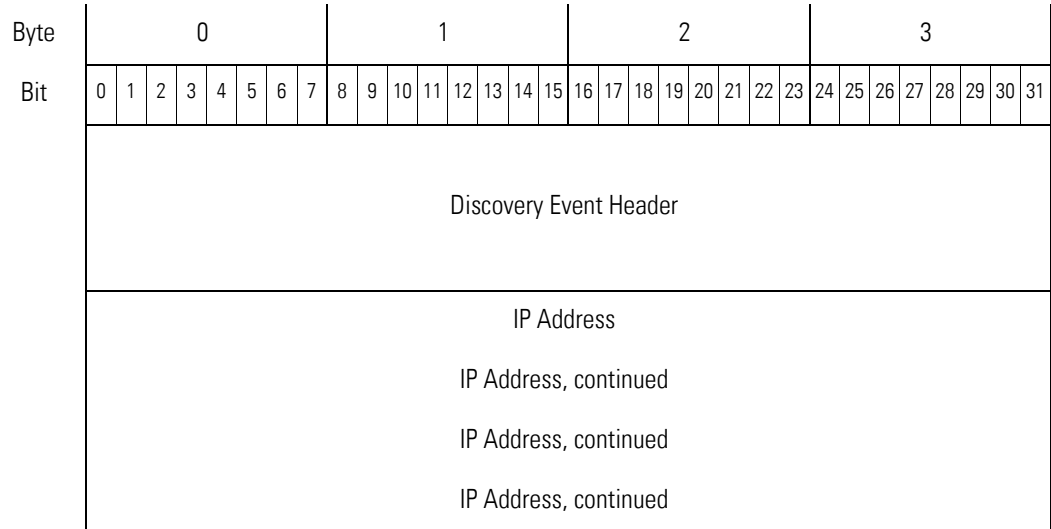 Byte 0 1 2 3
Bit 0 1 2 3 4 5 6 7 8 9 10 11 12 13 14 15 16 17 18 19 20 21 22 23 24 25 26 27 28 29 30 31
Discovery Event Header
IP Address
IP Address, continued
IP Address, continued
IP Address, continued